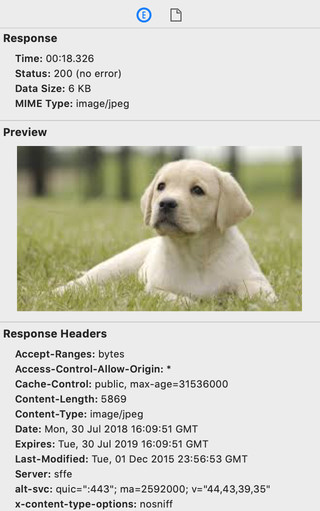 E
Response
Time: 00:18.326
Status: 200 (no error)
Data Size: 6 KB
MIME Type: image/jpeg
Preview
Response Headers
Accept-Ranges: bytes
Access-Control-Allow-Origin: *
Cache-Control: public, max-age=31536000
Content-Length: 5869
Content-Type: image/jpeg
Date: Mon, 30 Jul 2018 16:09:51 GMT
Expires: Tue, 30 Jul 2019 16:09:51 GMT
Last-Modified: Tue, 01 Dec 2015 23:56:53 GMT
Server: sffe
alt-svc: quic=":443"; ma=2592000; v="44,43,39,35"
x-content-type-options: nosniff